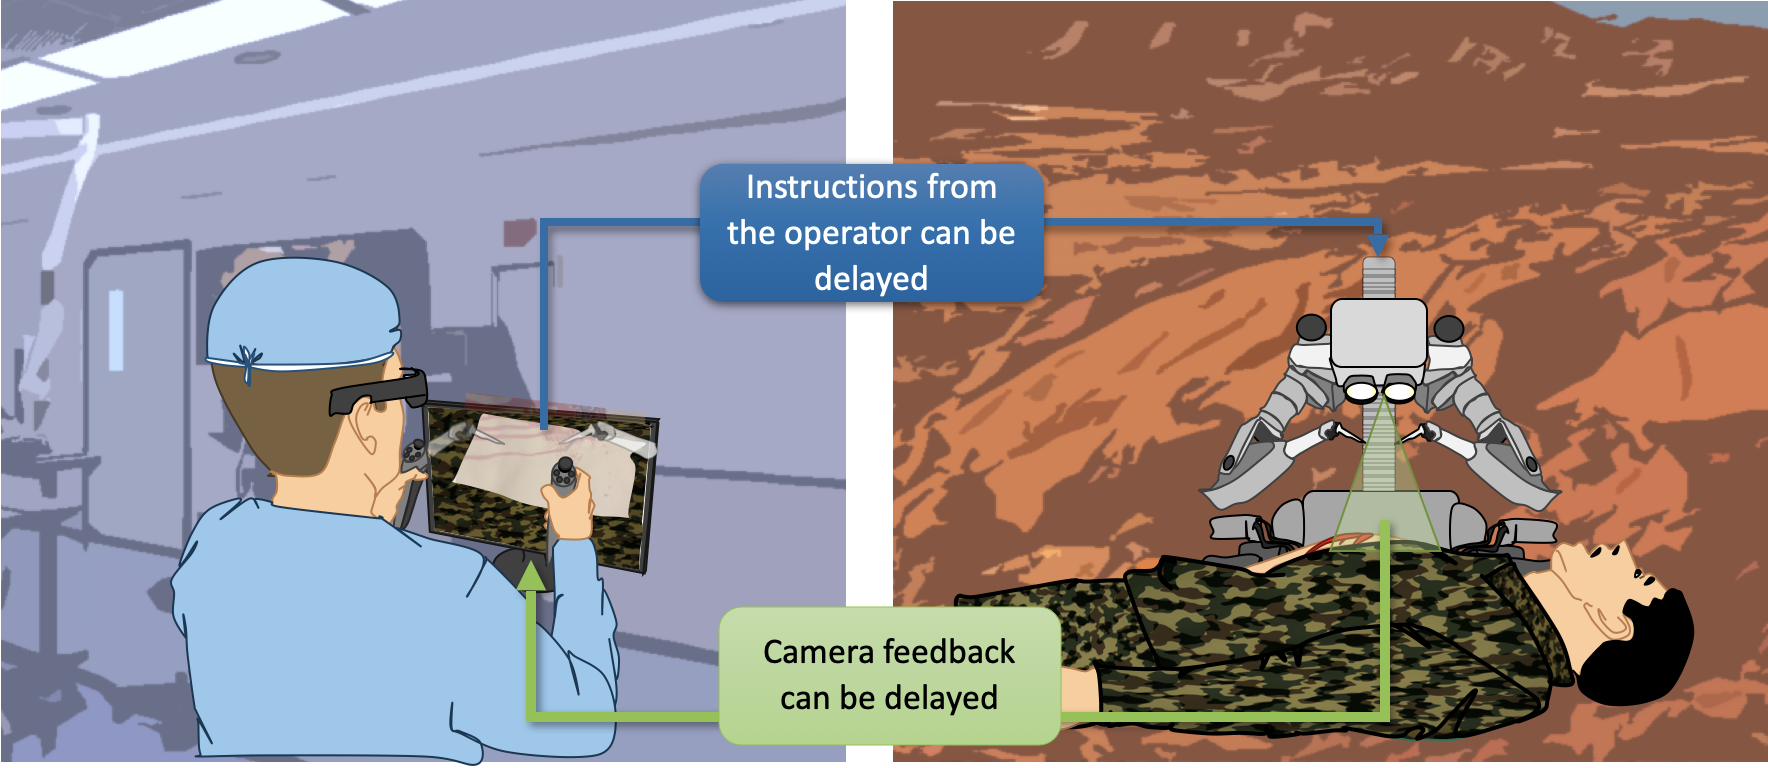 Instructions from
the operator can be
delayed
Camera feedback
can be delayed